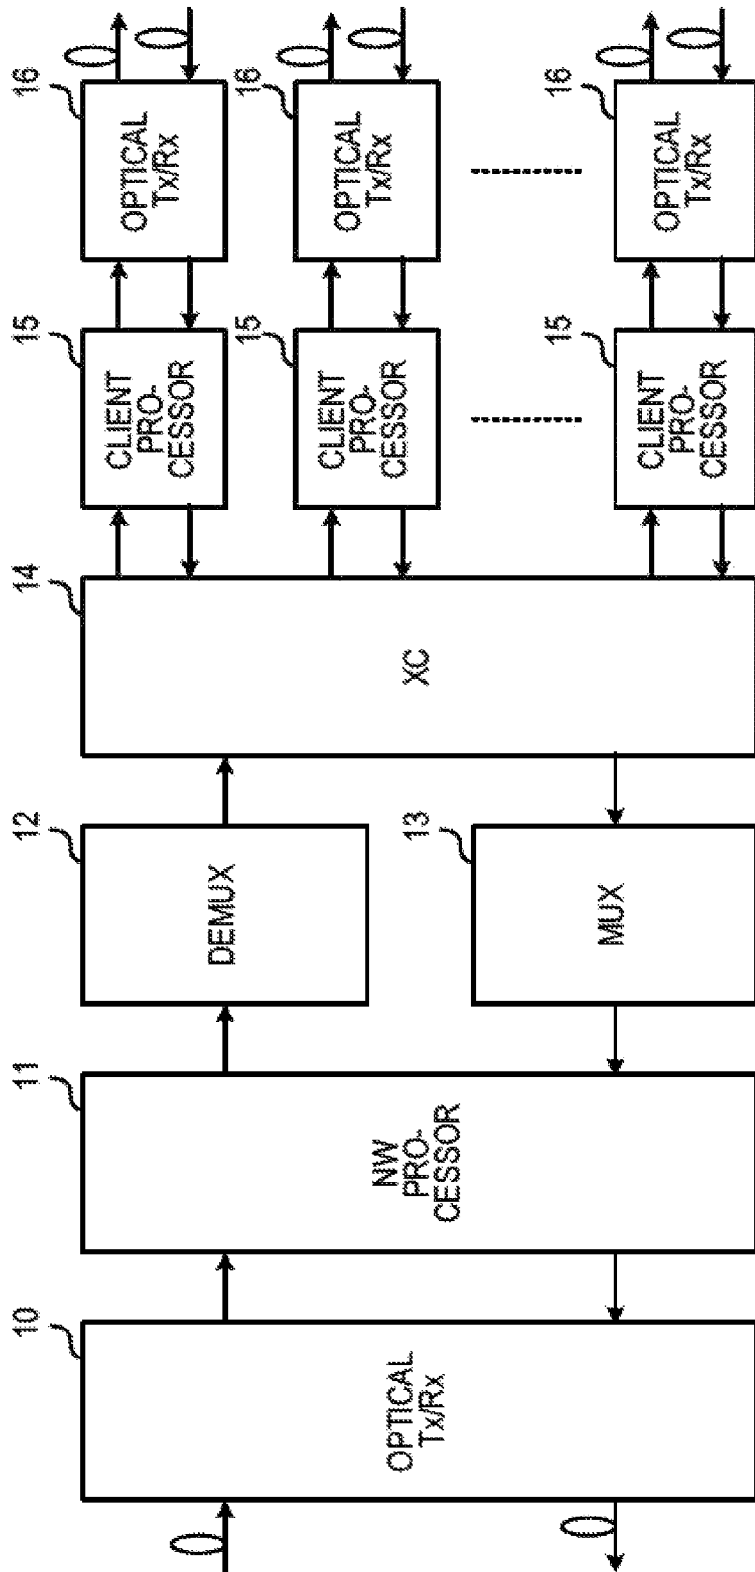 10
11
12
14
15
16
CLIENT
PRO-
CESSOR
OPTICAL
Tx/Rx
DEMUX
15
16
CLIENT
PRO-
CESSOR
OPTICAL
Tx/Rx
OPTICAL
Tx/Rx
NW
PRO-
CESSOR
XC
13
MUX
15
16
CLIENT
PRO-
CESSOR
OPTICAL
Tx/Rx